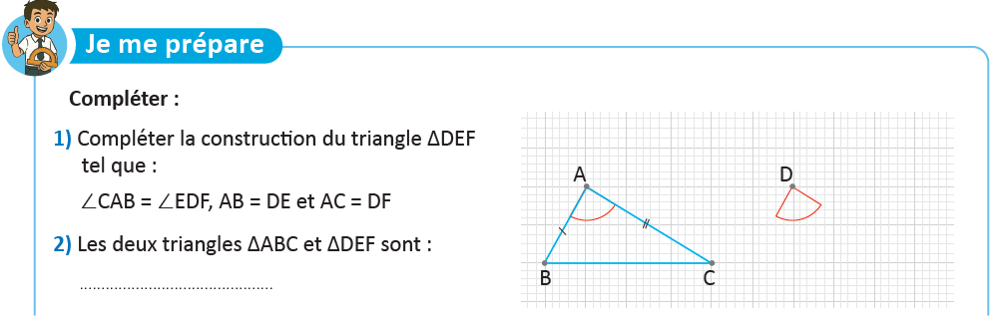 Je me prépare
Compléter :
1) Compléter la construction du triangle ΔDEF
tel que :
∠CAB = ∠EDF, AB = DE et AC = DF
2) Les deux triangles ΔABC et ΔDEF sont :
.............................................
A
D
B
C